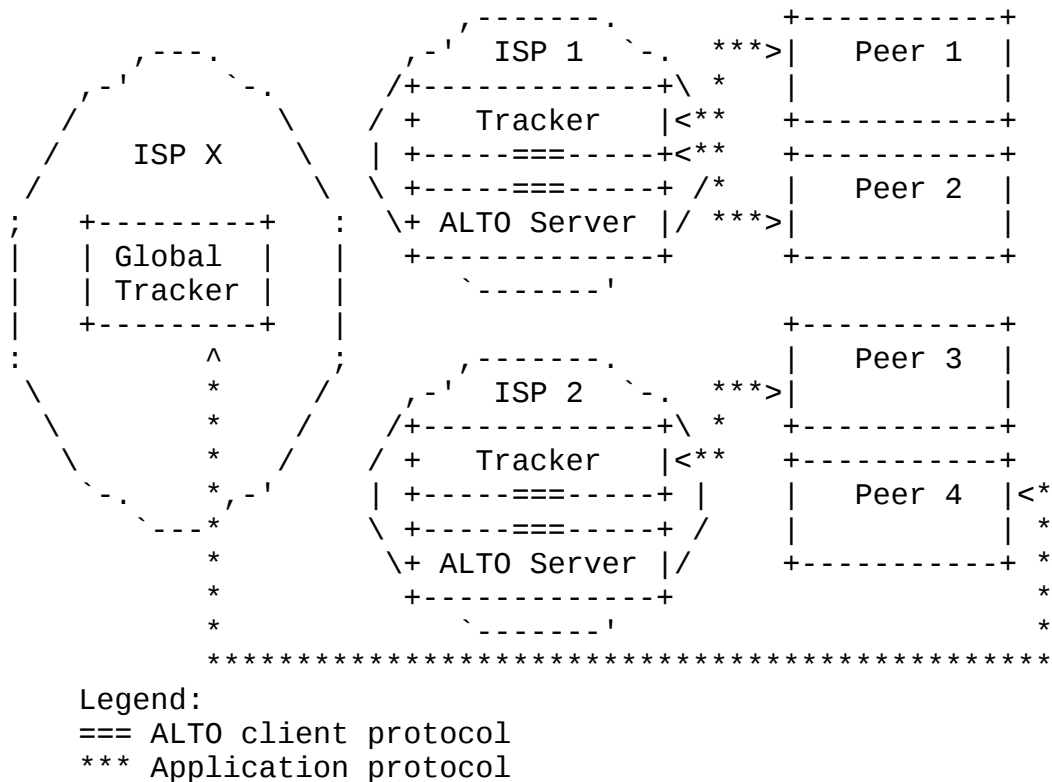 ISP 1
Peer 1
Tracker
ISP X
Peer 2
ALTO Server
Global
Tracker
Peer 3
ISP 2
Tracker
Peer 4
ALTO Server
Legend:
=== ALTO client protocol
*** Application protocol